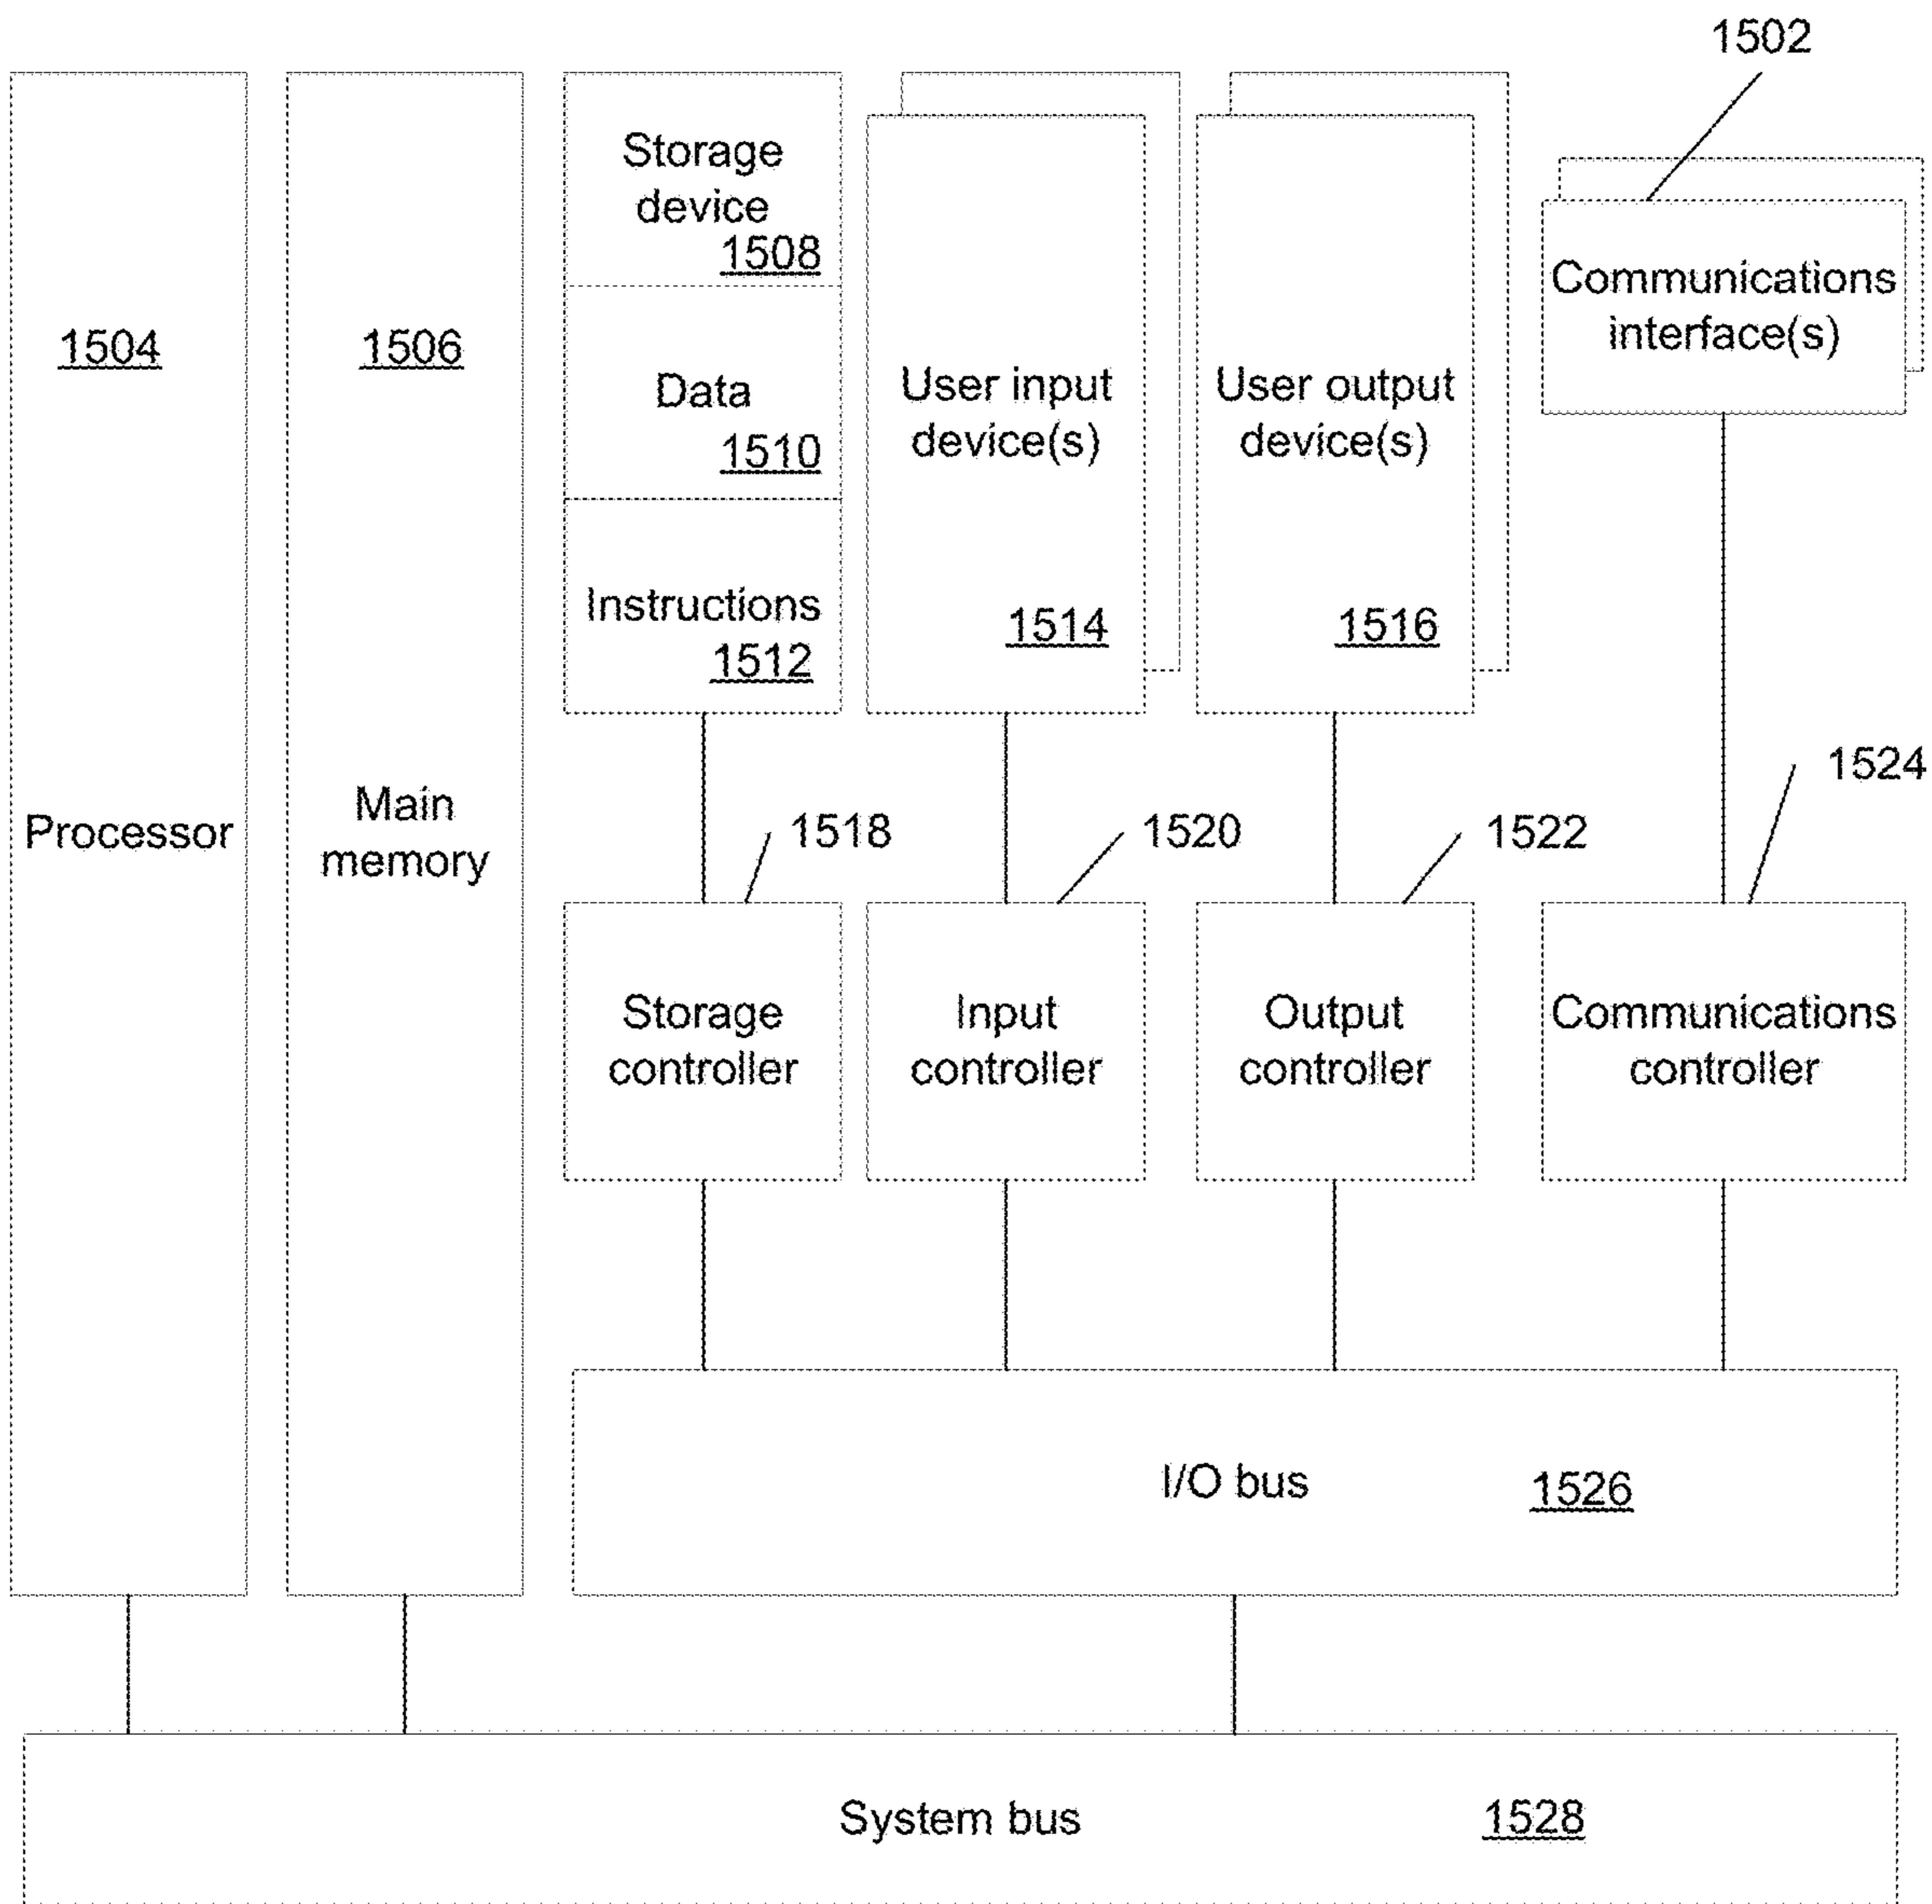 1502
1504
Processor
1506
Main
memory
Storage
device
1508
Data
1510
Instructions
1512
User input
device(s)
1514
User output
device(s)
1516
Communications
interface(s)
1518
1520
1522
1524
Storage
controller
Input
controller
Output
controller
Communications
controller
I/O bus
1526
System bus
1528